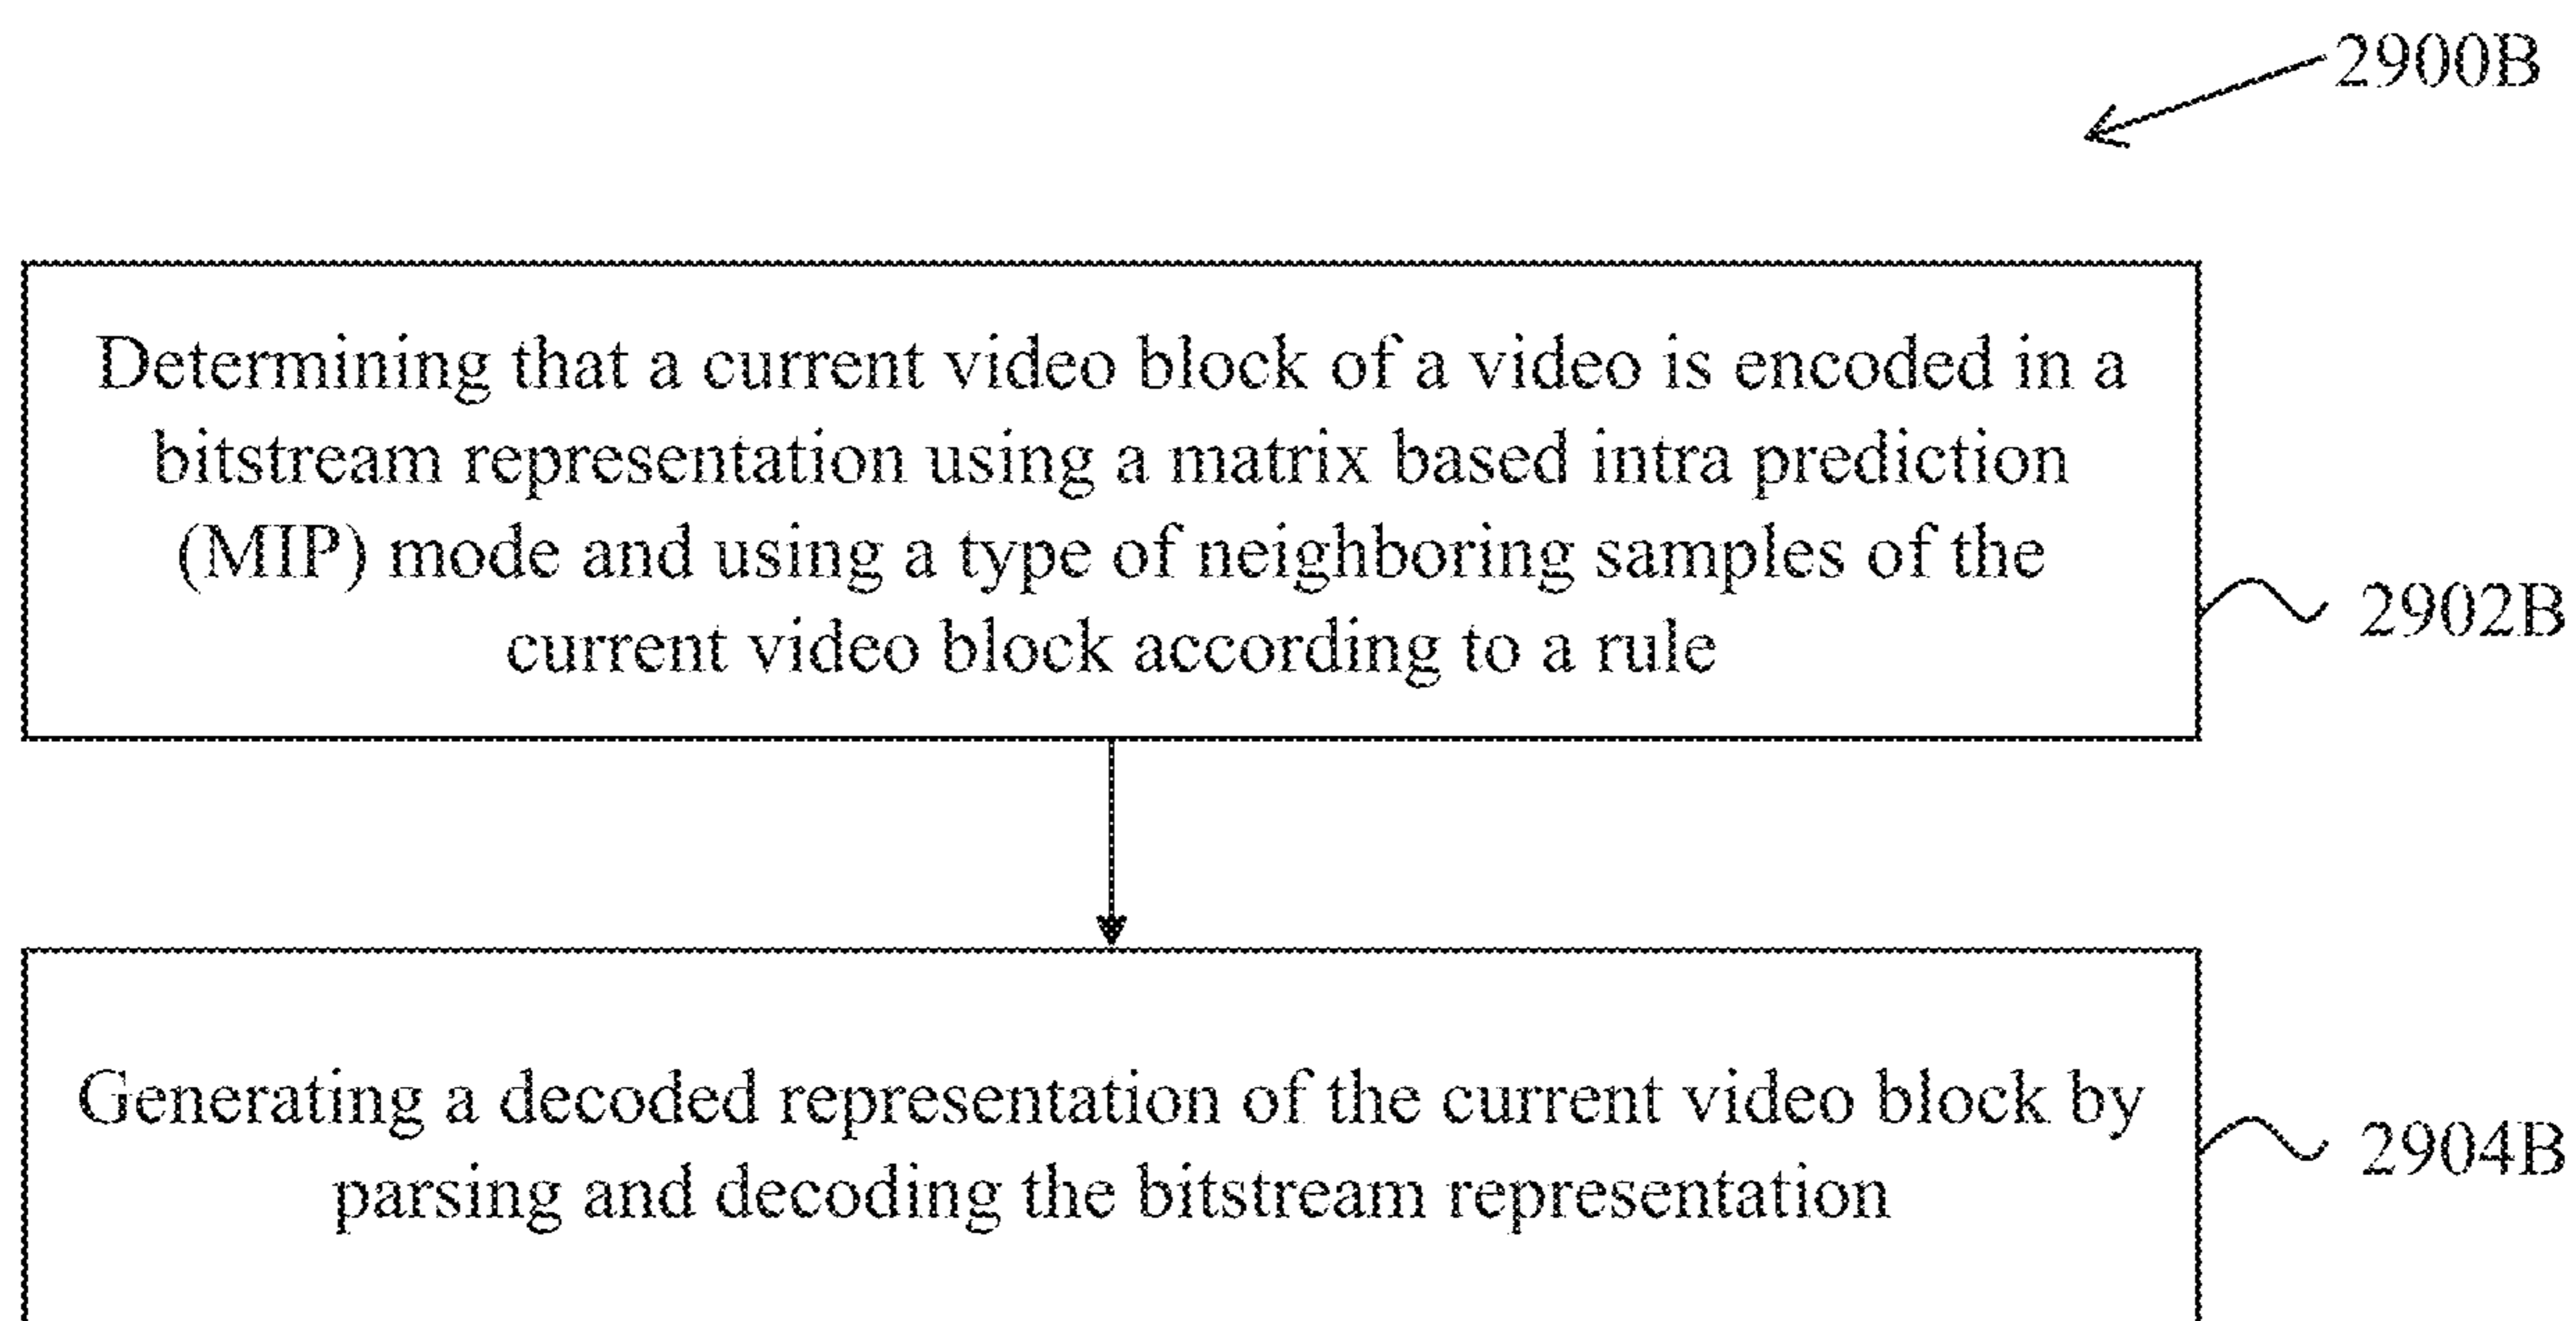 2900B
Determining that a current video block of a video is encoded in a
bitstream representation using a matrix based intra prediction
(MIP) mode and using a type of neighboring samples of the
current video block according to a rule
2902B
Generating a decoded representation of the current video block by
parsing and decoding the bitstream representation
2904B